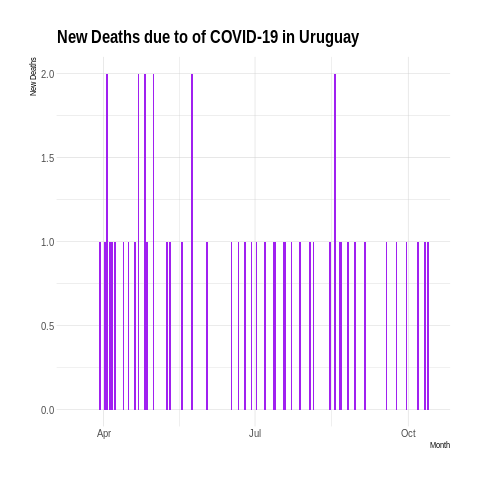 New Deaths due to of COVID-19 in Uruguay
New Deaths
2.0
1.5
1.0
0.5
0.0
Apr
Jul
Oct
Month